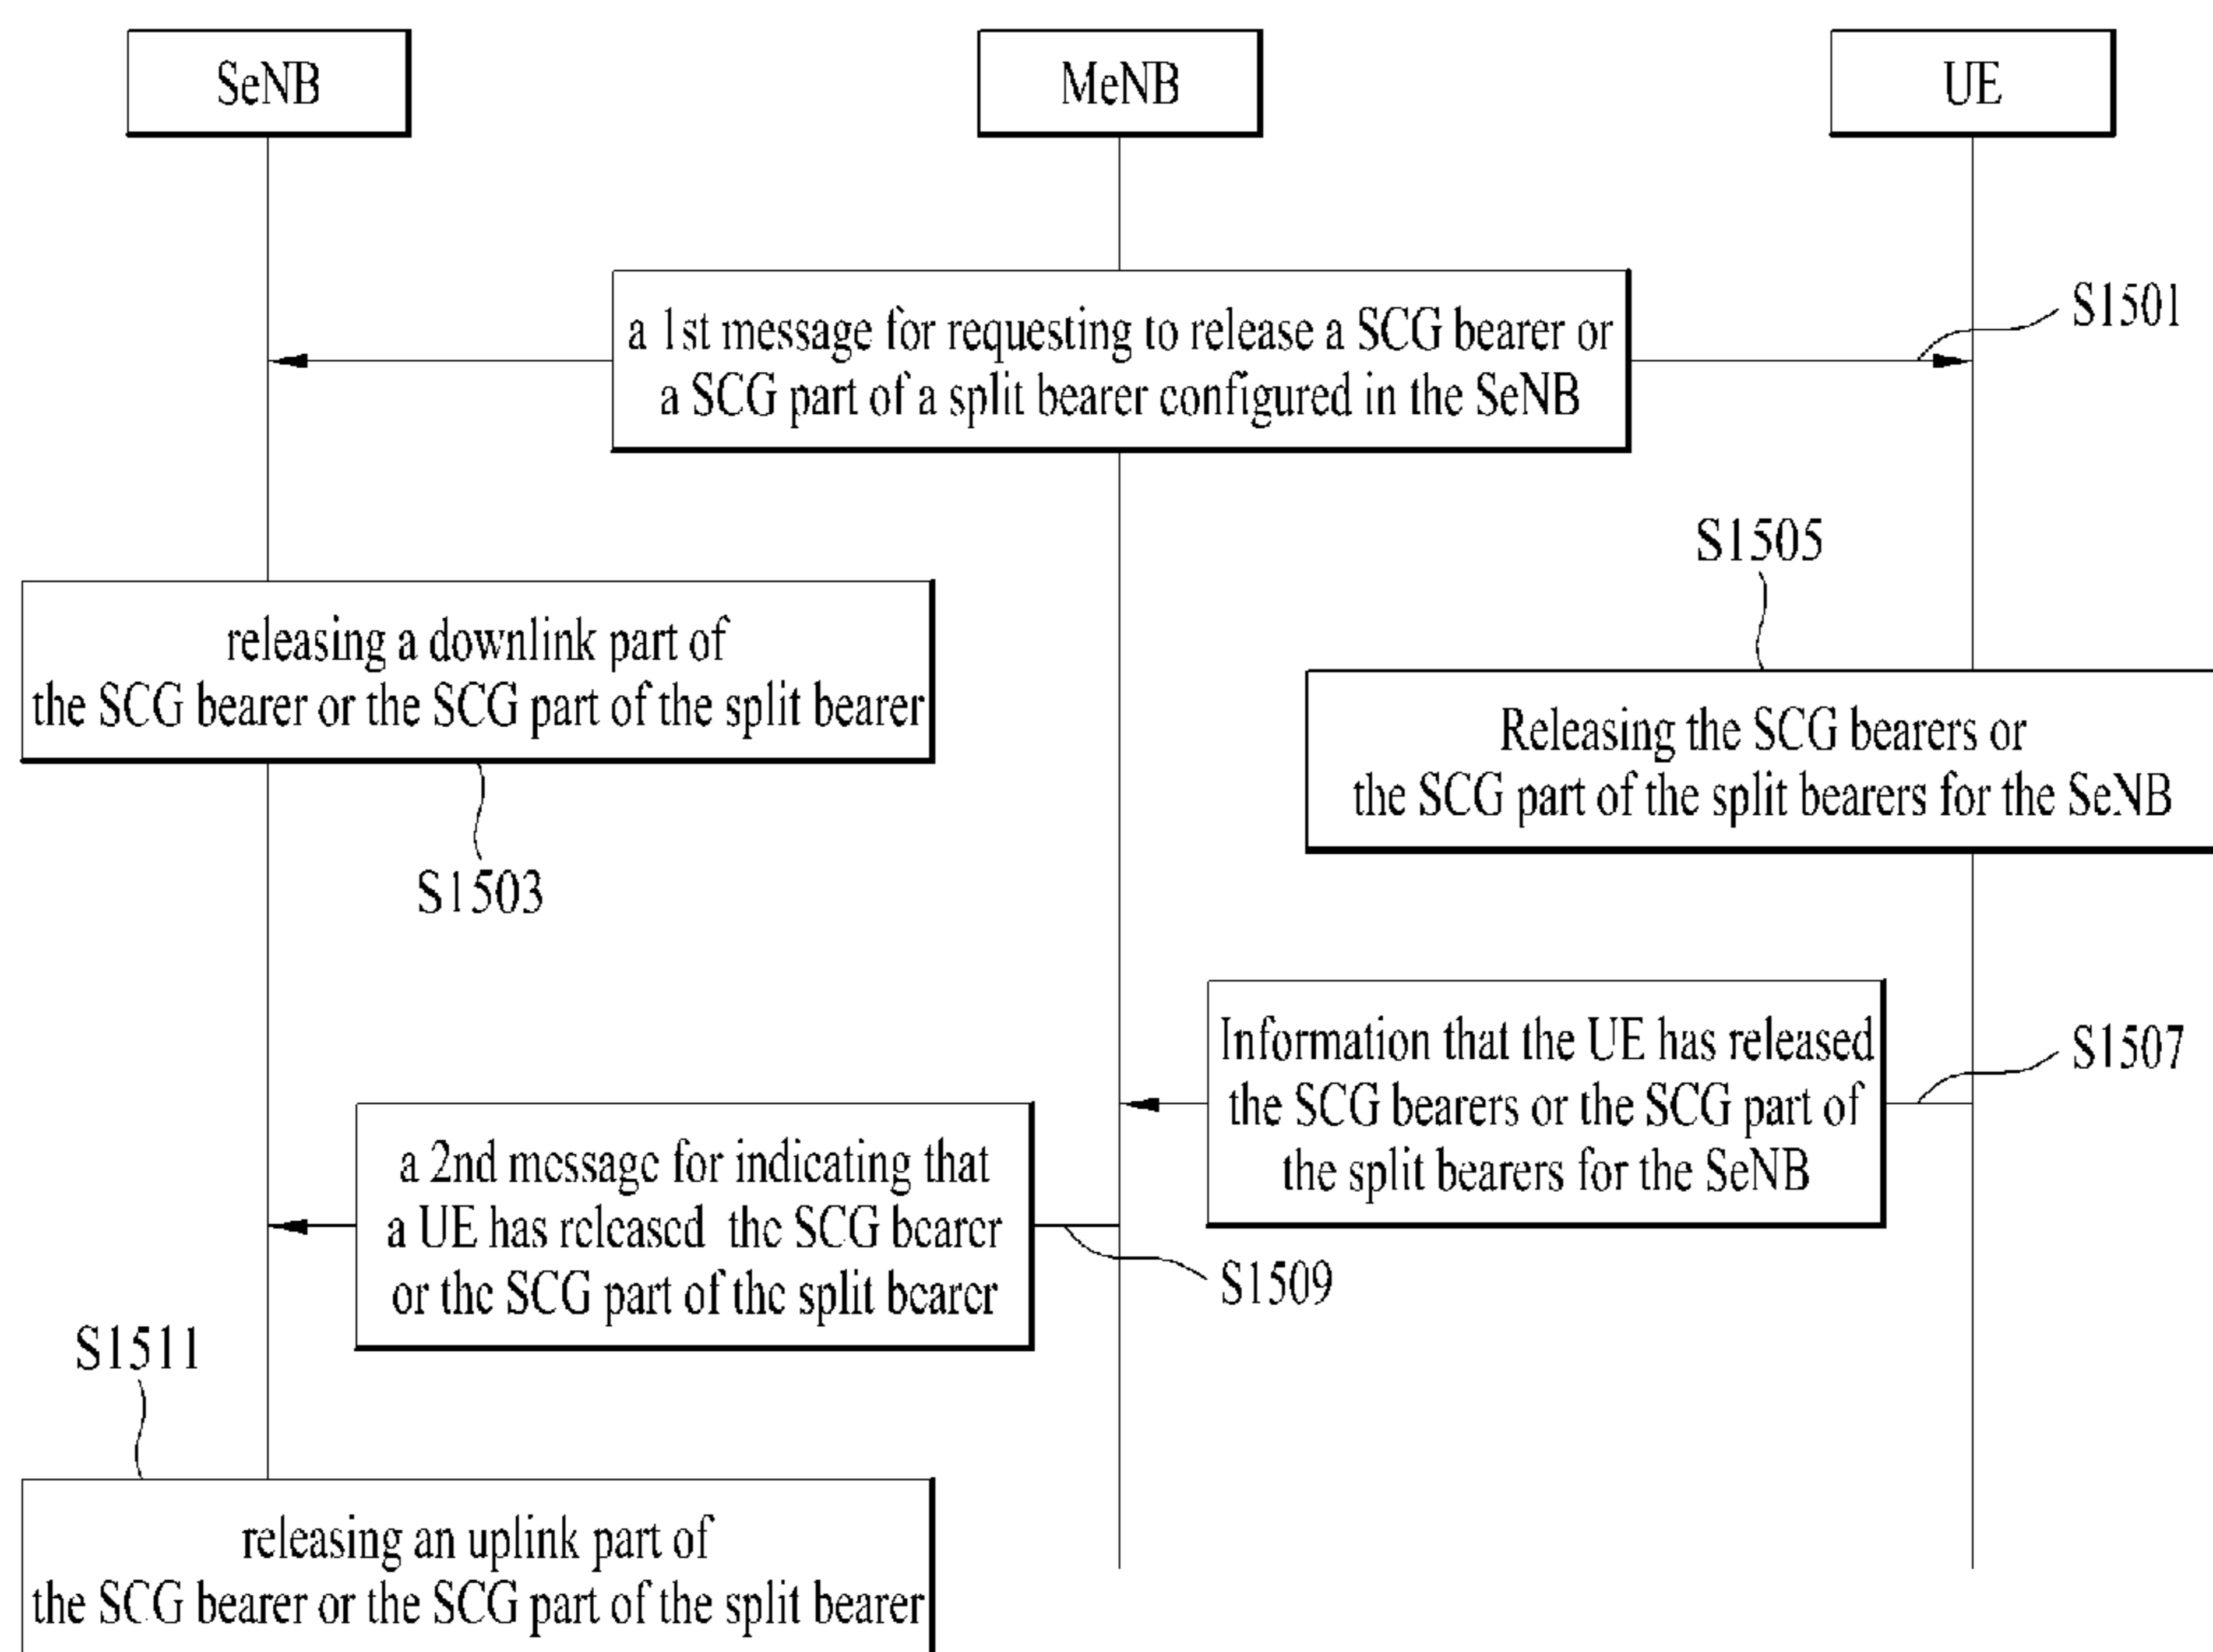 SeNB
MeNB
UE
a 1st message for requesting to release a SCG bearer or
a SCG part of a split bearer configured in the SeNB
S1501
S1505
releasing a downlink part of
the SCG bearer or the SCG part of the split bearer
Releasing the SCG bearers or
the SCG part of the split bearers for the SeNB
S1503
Information that the UE has released
the SCG bearers or the SCG part of
the split bearers for the SeNB
S1507
a 2nd message for indicating that
a UE has released the SCG bearer
or the SCG part of the split bearer
S1509
S1511
releasing an uplink part of
the SCG bearer or the SCG part of the split bearer